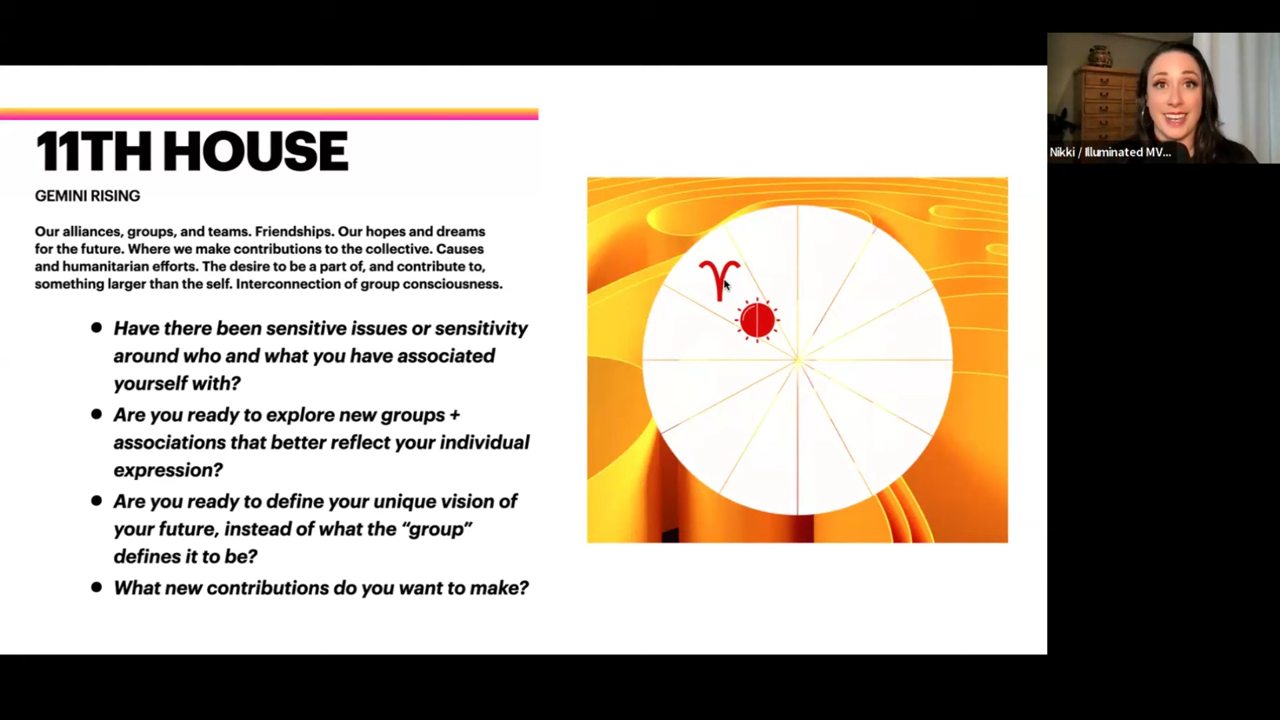 11TH HOUSE
GEMINI RISING
Our alliances, groups, and teams. Friendships. Our hopes and dreams
for the future. Where we make contributions to the collective. Causes
and humanitarian efforts. The desire to be a part of, and contribute to,
something larger than the self. Interconnection of group consciousness.
● Have there been sensitive issues or sensitivity
around who and what you have associated
yourself with?
● Are you ready to explore new groups +
associations that better reflect your individual
expression?
● Are you ready to define your unique vision of
your future, instead of what the “group”
defines it to be?
● What new contributions do you want to make?
♈
Nikki / Illuminated MV...